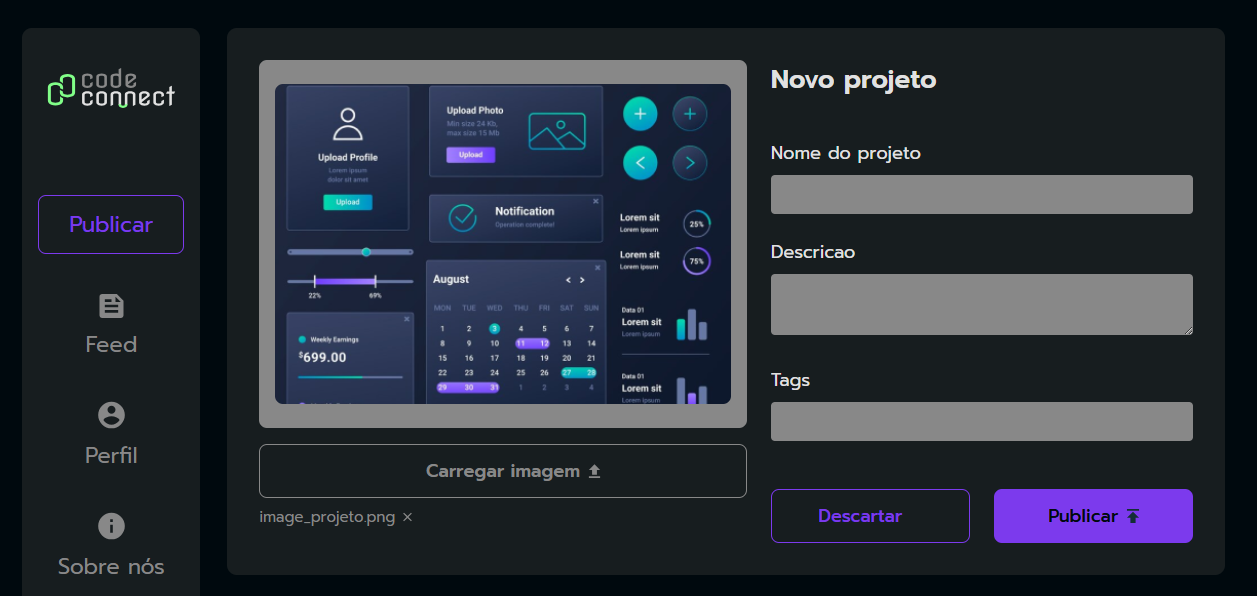 code
connect
Publicar
Feed
Perfil
Sobre nós
Upload Profile
Lorem ipsum
dolor sit amet
Upload
22%
69%
Weekly Earnings
$699.00
Upload Photo
Min size 24 Kb,
max size 15 Mb
Upload
Notification
Operation complete!
August
MON TUE WED THU FRI SAT SUN
1 2 3 4 5 6 7
8 9 10 11 12 13 14
15 16 17 18 19 20 21
22 23 24 25 26 27 28
29 30 31 1 2 3 4
Lorem sit
Lorem ipsum
25%
Lorem sit
Lorem ipsum
75%
Data 01
Lorem sit
Lorem ipsum
Data 01
Lorem sit
Lorem ipsum
Carregar imagem
image_projeto.png
Novo projeto
Nome do projeto
Descricao
Tags
Descartar
Publicar